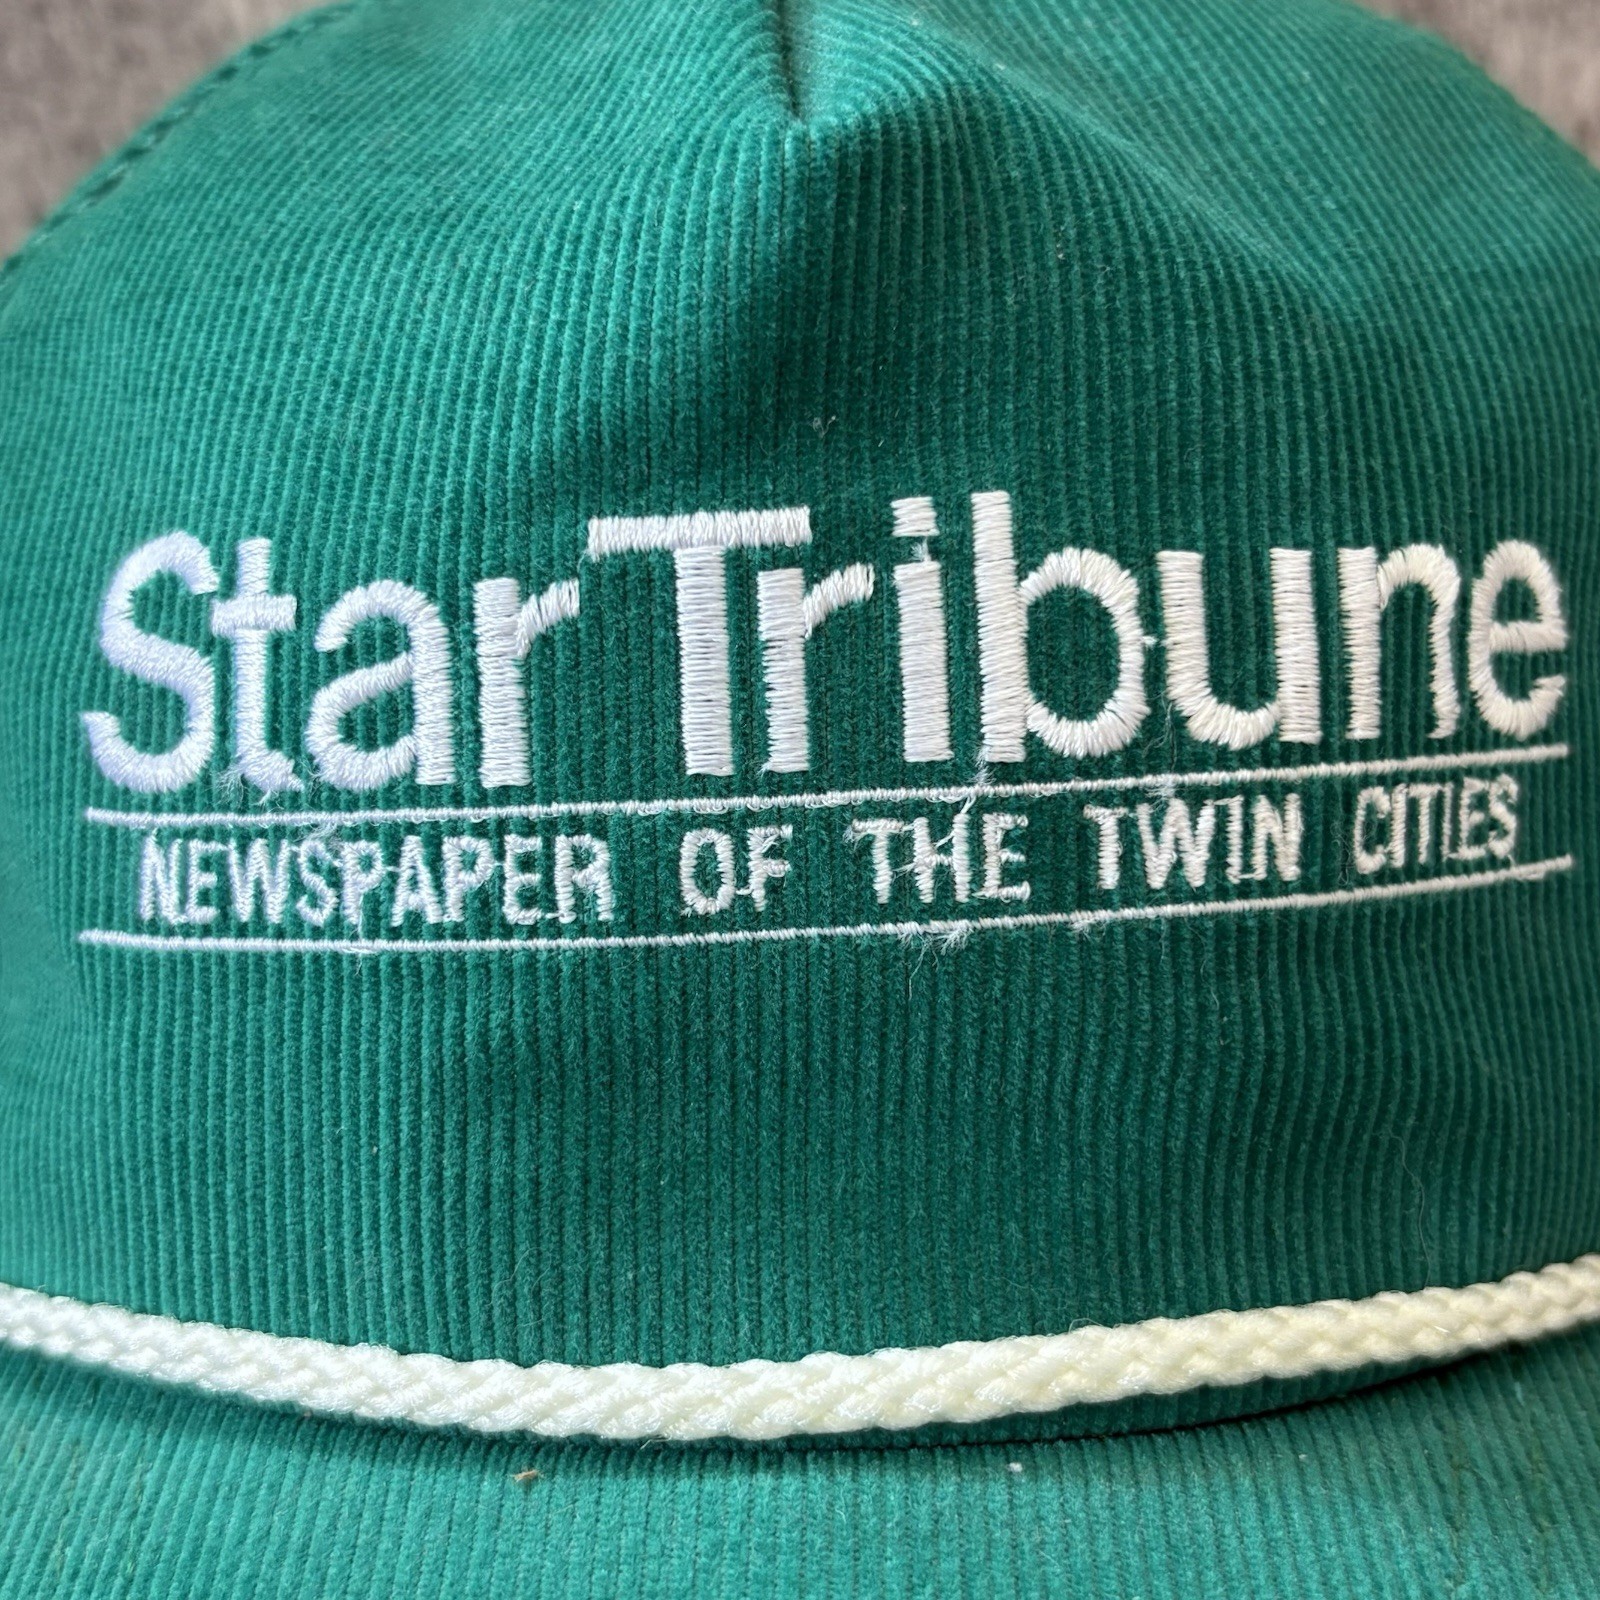 Star Tribune
NEWSPAPER OF THE TWIN CITIES